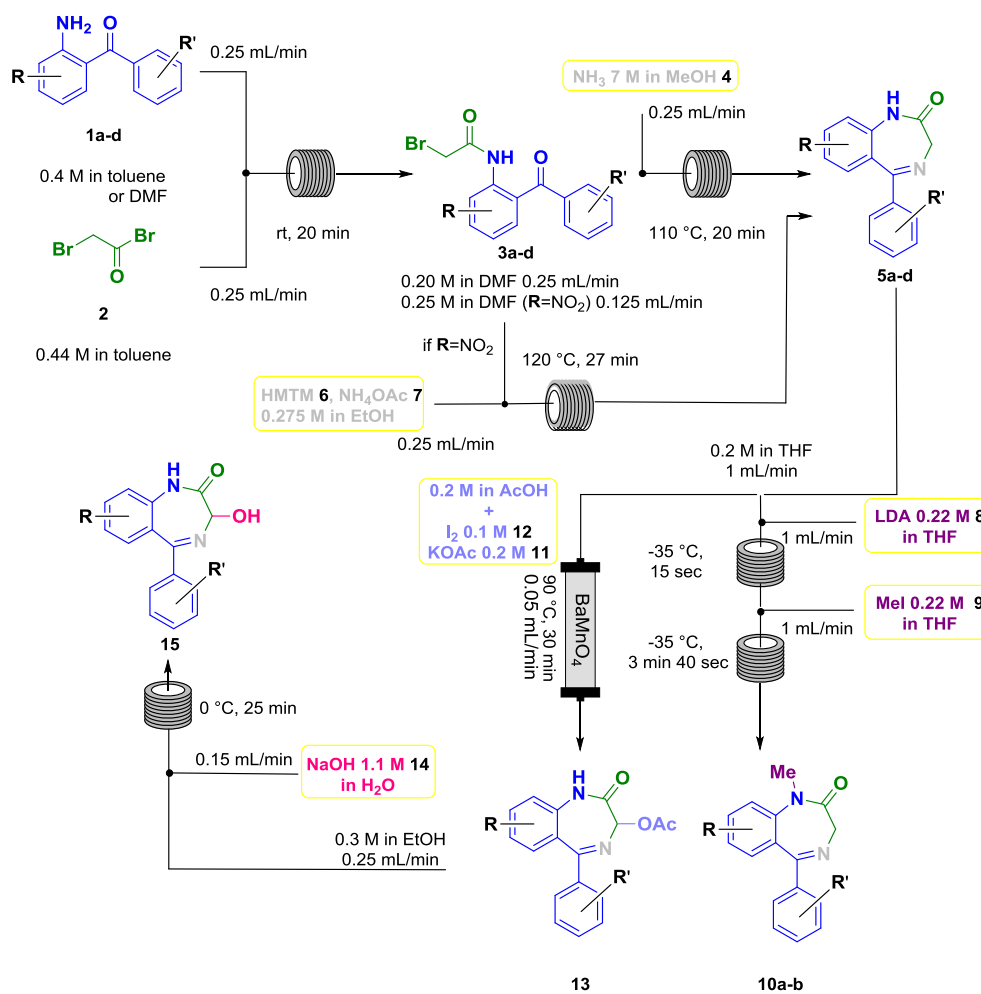 NH2 O
R'
R
1a-d
0.4 M in toluene
or DMF
Br
Br
O
2
0.44 M in toluene
0.25 mL/min
0.25 mL/min
rt, 20 min
O
Br
NH
O
R'
R
3a-d
0.20 M in DMF 0.25 mL/min
0.25 M in DMF (R=NO2) 0.125 mL/min
NH3 7 M in MeOH 4
0.25 mL/min
110 °C, 20 min
H
N
O
R
N
R'
5a-d
if R=NO2
120 °C, 27 min
HMTM 6, NH4OAc 7
0.275 M in EtOH
0.25 mL/min
0.2 M in THF
1 mL/min
LDA 0.22 M 8
in THF
1 mL/min
-35 °C,
15 sec
MeI 0.22 M 9
in THF
1 mL/min
-35 °C,
3 min 40 sec
0.2 M in AcOH
+
I2 0.1 M 12
KOAc 0.2 M 11
BaMnO4
90 °C, 30 min
0.05 mL/min
H
N
O
R
OH
N
R'
15
0 °C, 25 min
0.15 mL/min
NaOH 1.1 M 14
in H2O
0.3 M in EtOH
0.25 mL/min
H
N
O
R
OAc
N
R'
13
Me
N
O
R
N
R'
10a-b